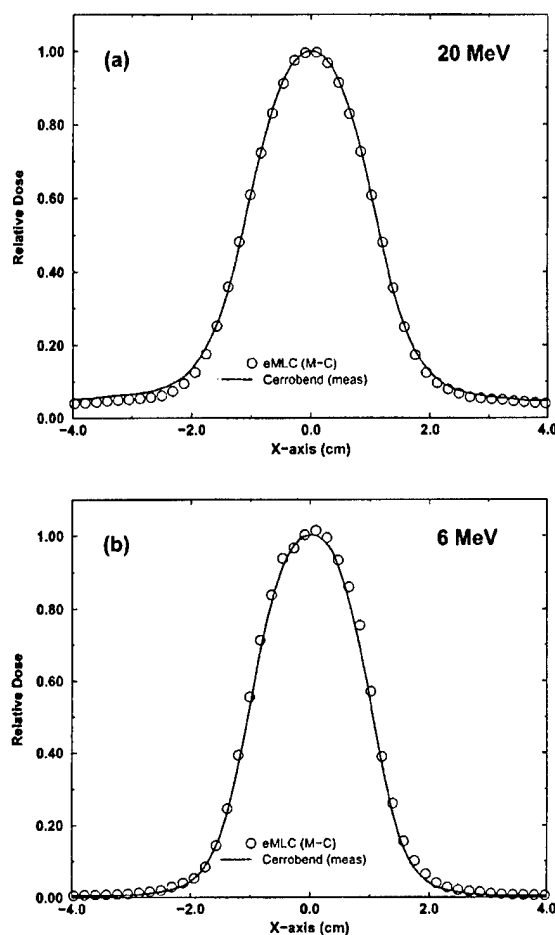 (a)
20 MeV
1.00
0.80
0.60
0.40
0.20
0.00
Relative Dose
eMLC (M−C)
Cerrobend (meas)
−4.0
−2.0
0.0
2.0
4.0
X−axis (cm)
(b)
6 MeV
1.00
0.80
0.60
0.40
0.20
0.00
Relative Dose
eMLC (M−C)
Cerrobend (meas)
−4.0
−2.0
0.0
2.0
4.0
X−axis (cm)